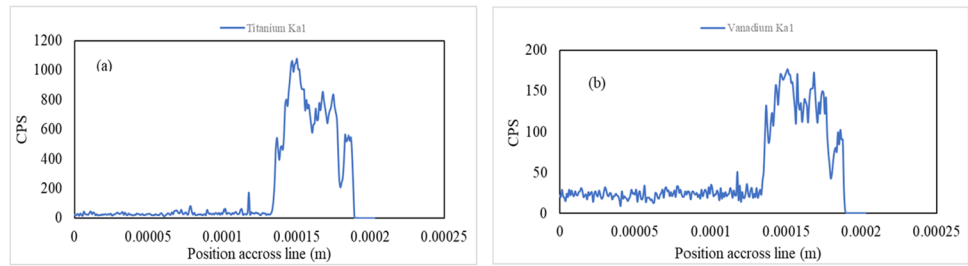 Titanium Ka1
(a)
CPS
1200
1000
800
600
400
200
0
0 0.00005 0.0001 0.00015 0.0002 0.00025
Position accross line (m)
Vanadium Ka1
(b)
CPS
200
150
100
50
0
0 0.00005 0.0001 0.00015 0.0002 0.00025
Position accross line (m)